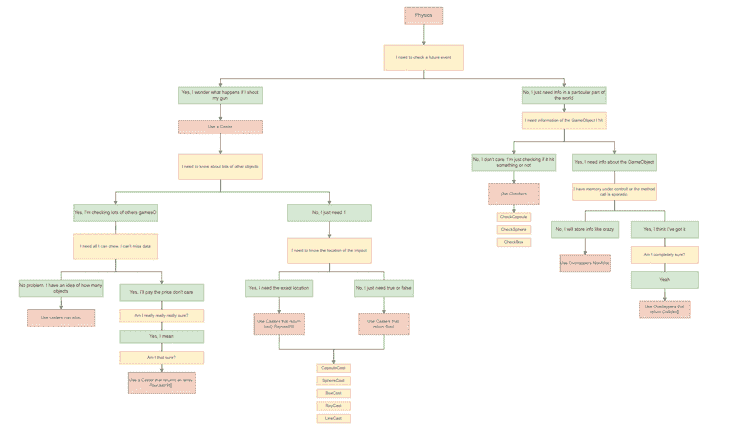 Physics
I need to check a future event
Yes, I wonder what happens if I shoot
my gun
No, I just need info in a particular part of
the world
Use a Caster
I need information of the GameObject I hit
I need to know about lots of other objects
No, I don't care. I'm just checking if it hit
something or not
Yes, I need info about the GameObject
Use Checkers
I have memory under control or the method
call is sporadic
CheckCapsule
CheckSphere
CheckBox
Yes, I'm checking lots of others gamesO
No, I just need 1
No, I will store info like crazy
Yes, I think I've got it
I need all I can chew. I can't miss data
I need to know the location of the impact
Use Overlappers NonAlloc
Am I completely sure?
Yeah
No problem. I have an idea of how many
objects
Yes, I'll pay the price don't care
Yes, I need the exact location
No, I just need true or false
Use Overlappers that
return Collider[]
Use casters non alloc
Am I really really really sure?
Use Casters that return
Use Casters that
return bool
Yes, I mean
Am I that sure?
CapsuleCast
SphereCast
BoxCast
RayCast
LineCast
Use a Caster that returns an array
RaycastHit[]